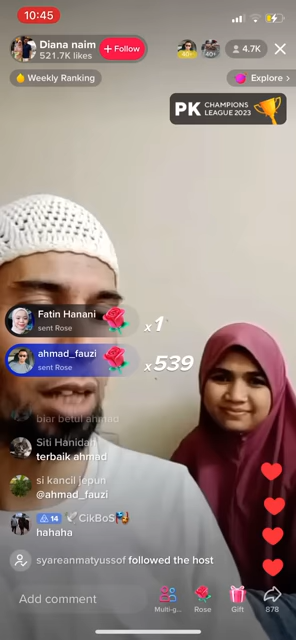 10:45
Diana naim
521.7K likes
+ Follow
40+
40+
4.7K
Weekly Ranking
Explore >
PK CHAMPIONS
LEAGUE 2023
Fatin Hanani
sent Rose
x1
ahmad_fauzi
sent Rose
x539
biar betul ahmad
Siti Hanidah
terbaik ahmad
si kancil jepun
@ahmad_fauzi
14 CikBoS
hahaha
syareanmatyussof followed the host
Add comment
Multi-g...
Rose
Gift
878